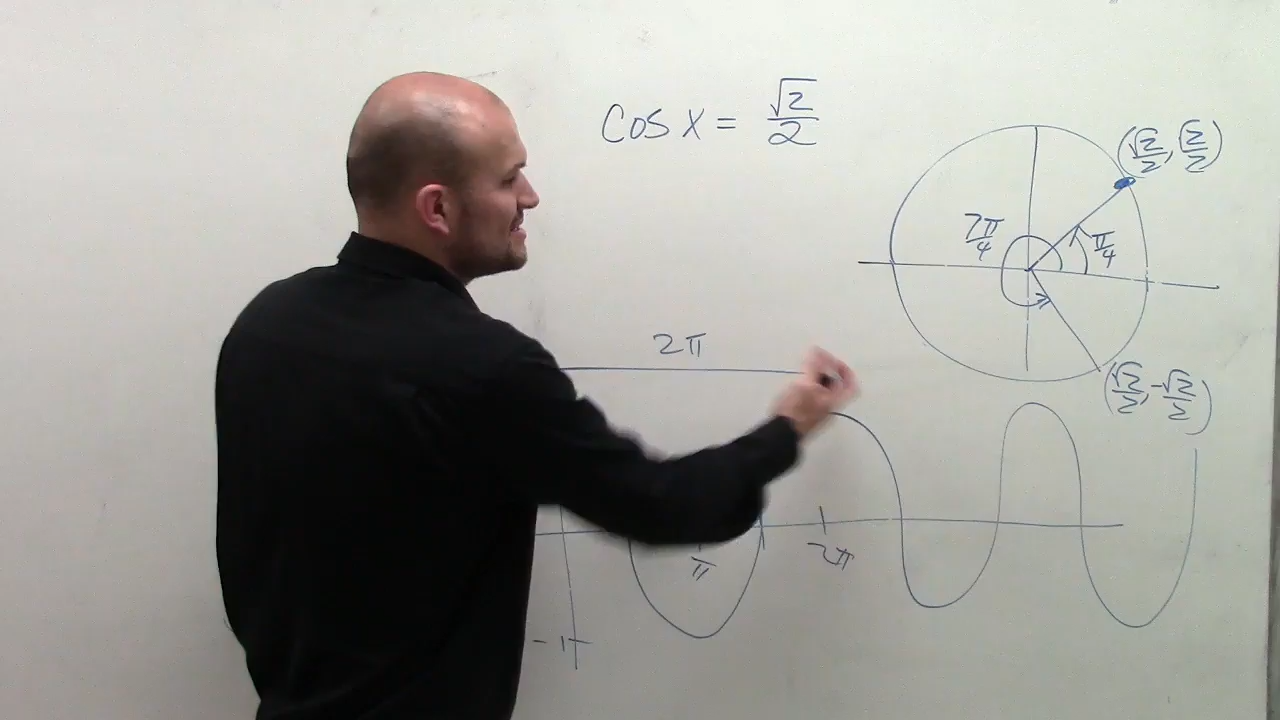 cos x = √2/2
(√2/2, √2/2)
7π/4
π/4
2π
(√2/2, -√2/2)
π
2π
-1